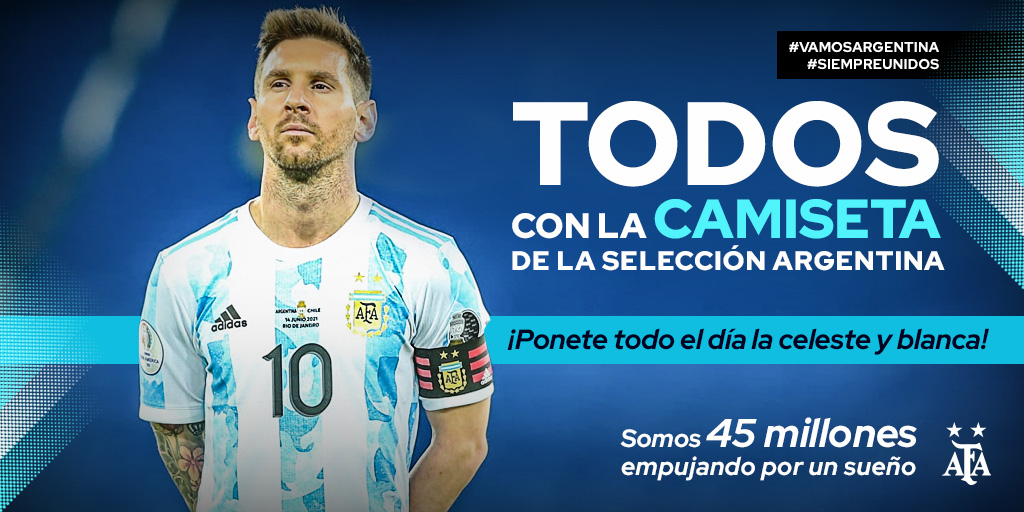 #VAMOSARGENTINA
#SIEMPREUNIDOS
TODOS
CON LA CAMISETA
DE LA SELECCIÓN ARGENTINA
¡Ponete todo el día la celeste y blanca!
Somos 45 millones
empujando por un sueño
AFA
adidas
ARGENTINA CHILE
14 JUNIO 2021
RIO DE JANEIRO
AFA
10
AFA